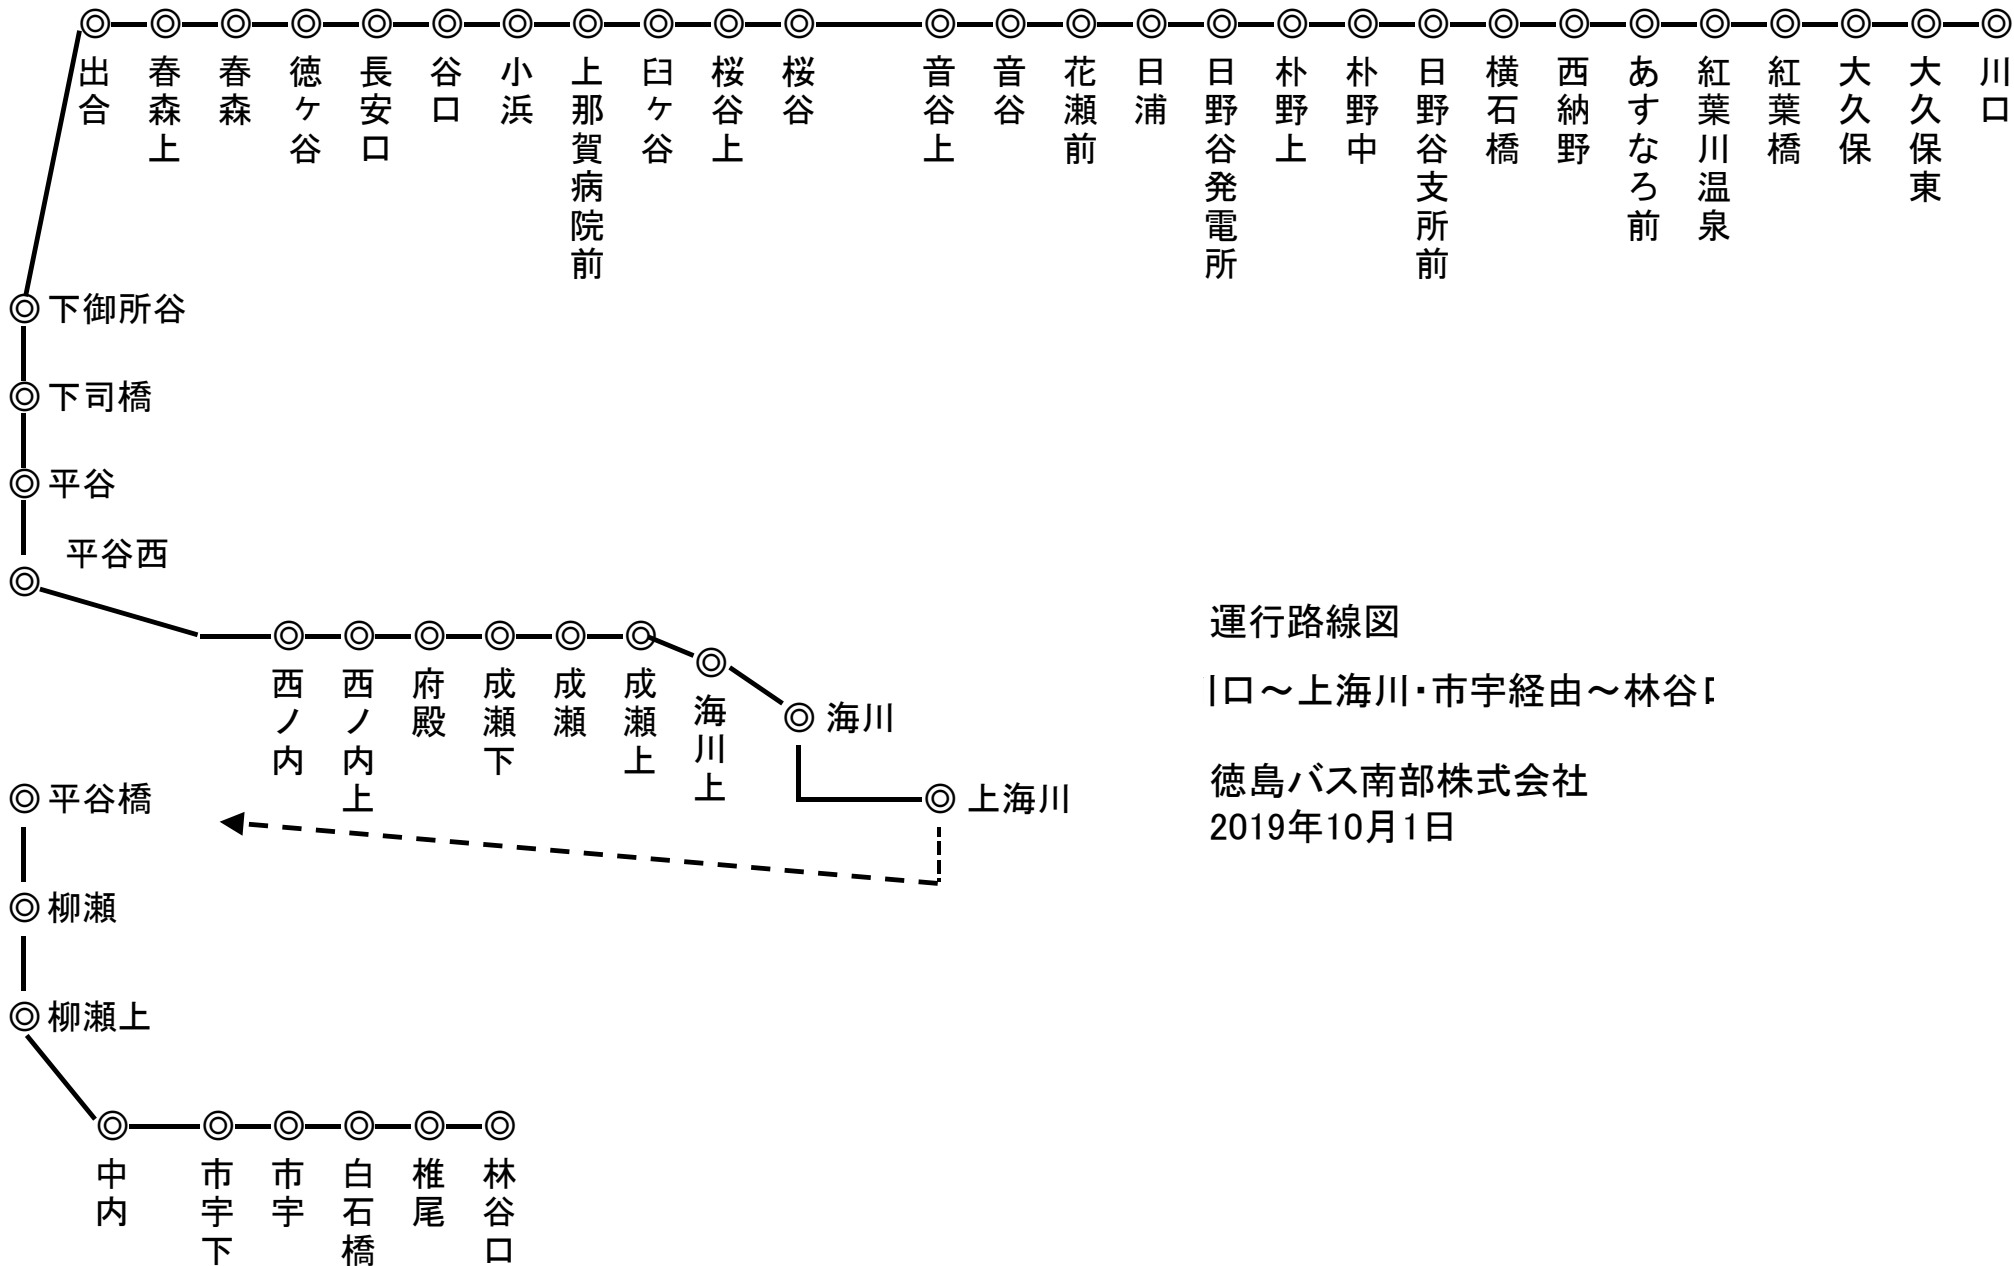 出合
春森上
春森
徳ヶ谷
長安口
谷口
小浜
上那賀病院前
臼ヶ谷
桜谷上
桜谷
音谷上
音谷
花瀬前
日浦
日野谷発電所
朴野上
朴野中
日野谷支所前
横石橋
西納野
あすなろ前
紅葉川温泉
紅葉橋
大久保
大久保東
川口
下御所谷
下司橋
平谷
平谷西
西ノ内
西ノ内上
府殿
成瀬下
成瀬
成瀬上
海川上
海川
上海川
平谷橋
柳瀬
柳瀬上
中内
市宇下
市宇
白石橋
椎尾
林谷口
運行路線図
川口～上海川・市宇経由～林谷口
徳島バス南部株式会社
2019年10月1日